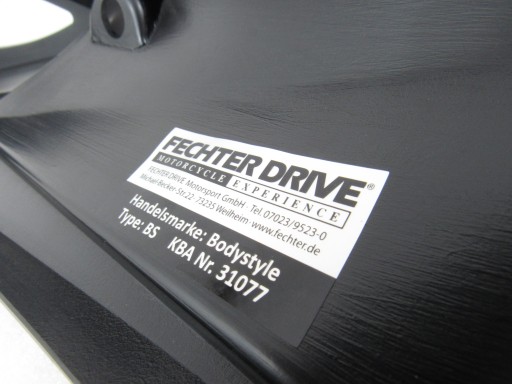 FECHTER DRIVE®
MOTORCYCLE EXPERIENCE
FECHTER DRIVE Motorsport GmbH · Tel 07023/9523-0
Michael-Becker-Str.22 · 73235 Weilheim · www.fechter.de
Handelsmarke: Bodystyle
Type: BS KBA Nr. 31077